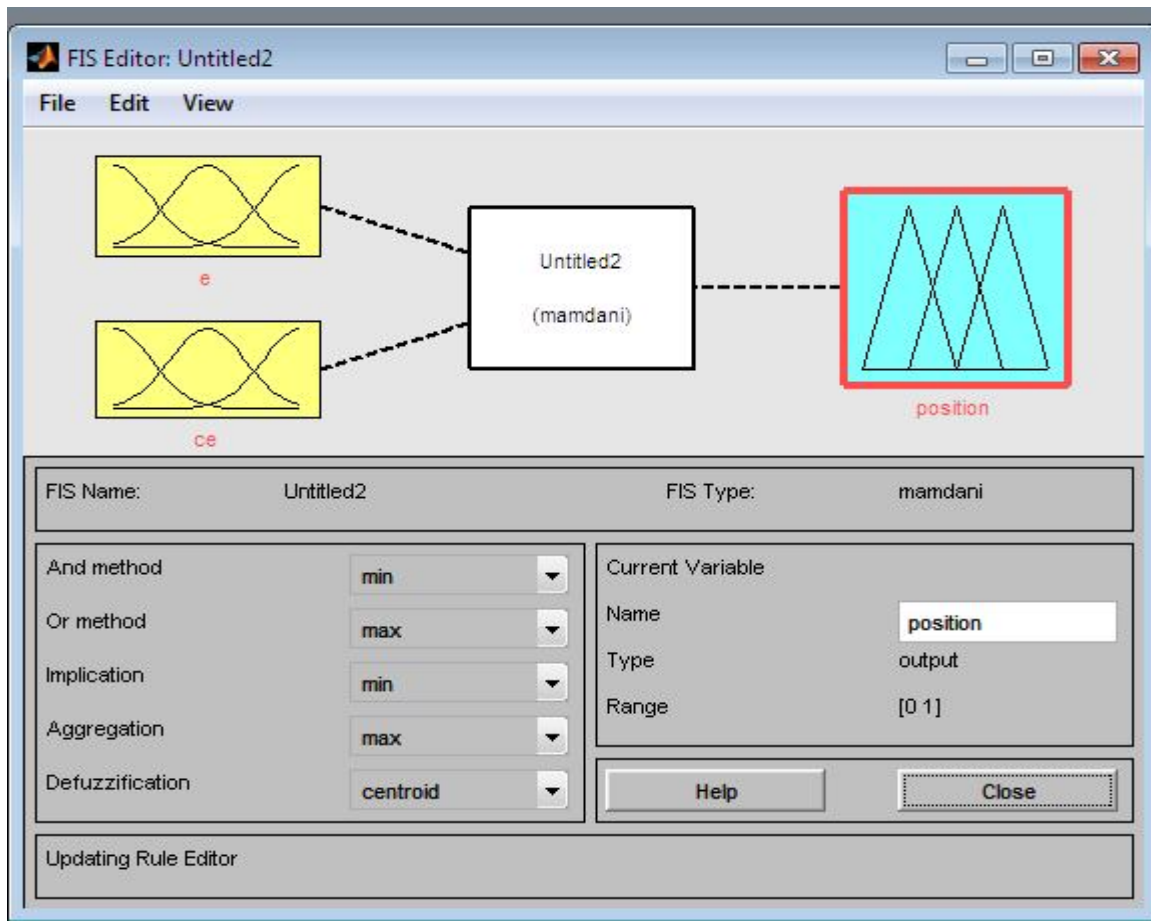 FIS Editor: Untitled2
File Edit View
e
ce
Untitled2
(mamdani)
position
FIS Name: Untitled2 FIS Type: mamdani
And method min
Or method max
Implication min
Aggregation max
Defuzzification centroid
Current Variable
Name position
Type output
Range [0 1]
Help Close
Updating Rule Editor